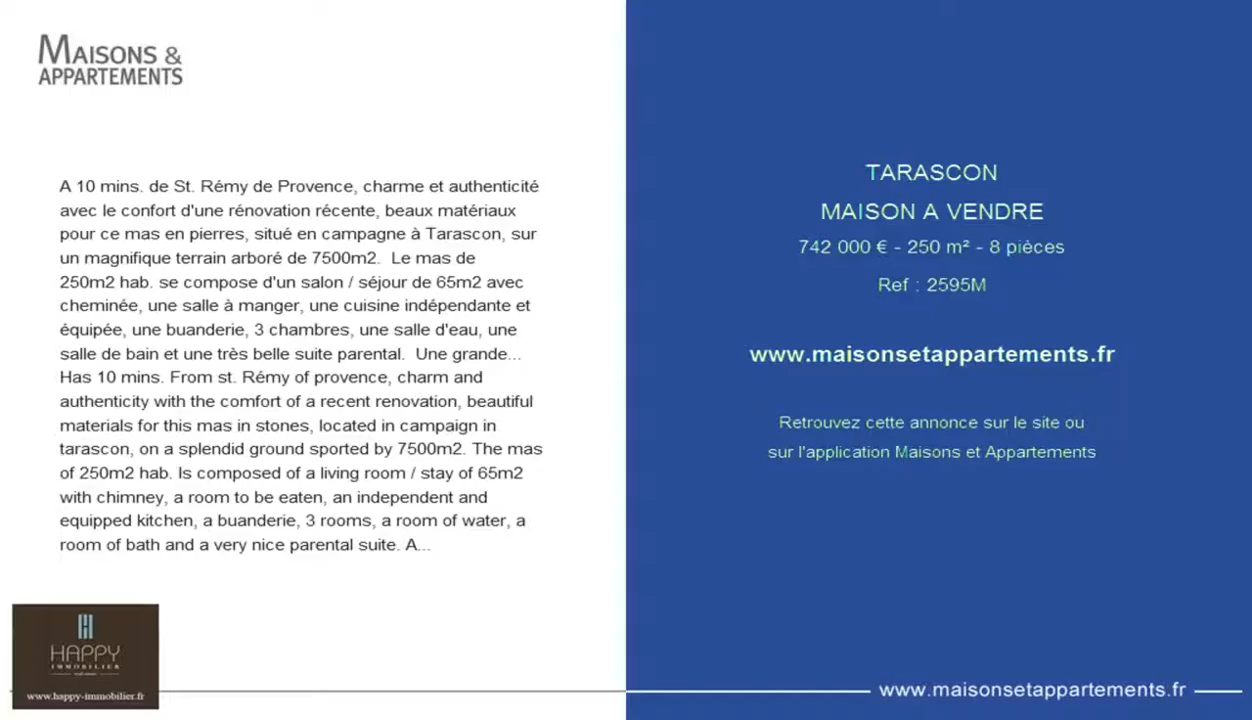 MAISONS &
APPARTEMENTS
A 10 mins. de St. Rémy de Provence, charme et authenticité
avec le confort d'une rénovation récente, beaux matériaux
pour ce mas en pierres, situé en campagne à Tarascon, sur
un magnifique terrain arboré de 7500m2.  Le mas de
250m2 hab. se compose d'un salon / séjour de 65m2 avec
cheminée, une salle à manger, une cuisine indépendante et
équipée, une buanderie, 3 chambres, une salle d'eau, une
salle de bain et une très belle suite parental.  Une grande...
Has 10 mins. From st. Rémy of provence, charm and
authenticity with the comfort of a recent renovation, beautiful
materials for this mas in stones, located in campaign in
tarascon, on a splendid ground sported by 7500m2. The mas
of 250m2 hab. Is composed of a living room / stay of 65m2
with chimney, a room to be eaten, an independent and
equipped kitchen, a buanderie, 3 rooms, a room of water, a
room of bath and a very nice parental suite. A...
HAPPY
IMMOBILIER
www.happy-immobilier.fr
TARASCON
MAISON A VENDRE
742 000 € - 250 m² - 8 pièces
Ref : 2595M
www.maisonsetappartements.fr
Retrouvez cette annonce sur le site ou
sur l'application Maisons et Appartements
www.maisonsetappartements.fr